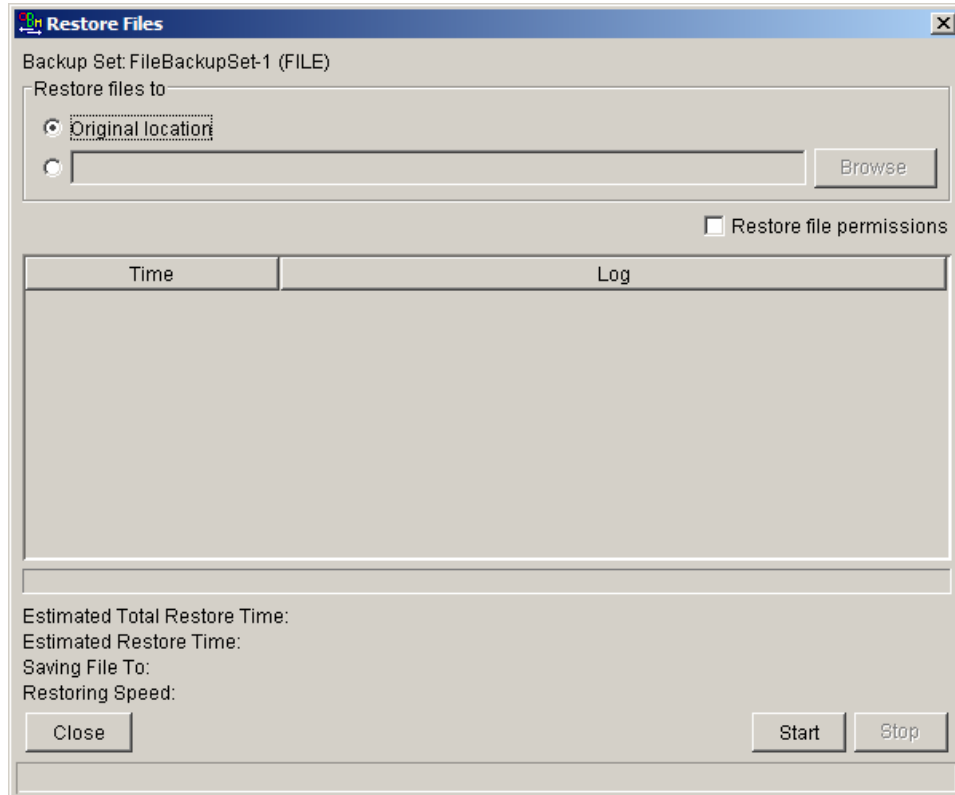 OBM Restore Files
Backup Set: FileBackupSet-1 (FILE)
Restore files to
Original location
Browse
Restore file permissions
Time Log
Estimated Total Restore Time:
Estimated Restore Time:
Saving File To:
Restoring Speed:
Close Start Stop